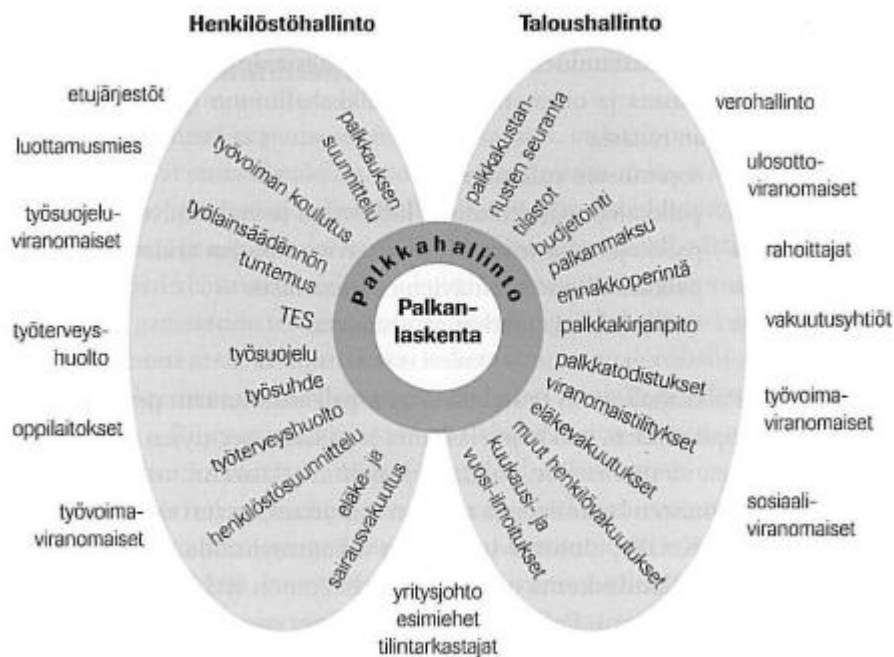 Henkilöstöhallinto
Taloushallinto
etujärjestöt
luottamusmies
työsuojelu-
viranomaiset
työterveys-
huolto
oppilaitokset
työvoima-
viranomaiset
palkkauksen
suunnittelu
työvoiman koulutus
työlainsäädännön
tuntemus
TES
työsuojelu
työsuhde
työterveyshuolto
henkilöstösuunnittelu
eläke- ja
sairausvakuutus
Palkkahallinto
Palkan-
laskenta
palkkakustan-
nusten seuranta
tilastot
budjetointi
palkanmaksu
ennakkoperintä
palkkakirjanpito
palkkatodistukset
viranomaistilitykset
eläkevakuutukset
muut henkilövakuutukset
kuukausi- ja
vuosi-ilmoitukset
verohallinto
ulosotto-
viranomaiset
rahoittajat
vakuutusyhtiöt
työvoima-
viranomaiset
sosiaali-
viranomaiset
yritysjohto
esimiehet
tilintarkastajat